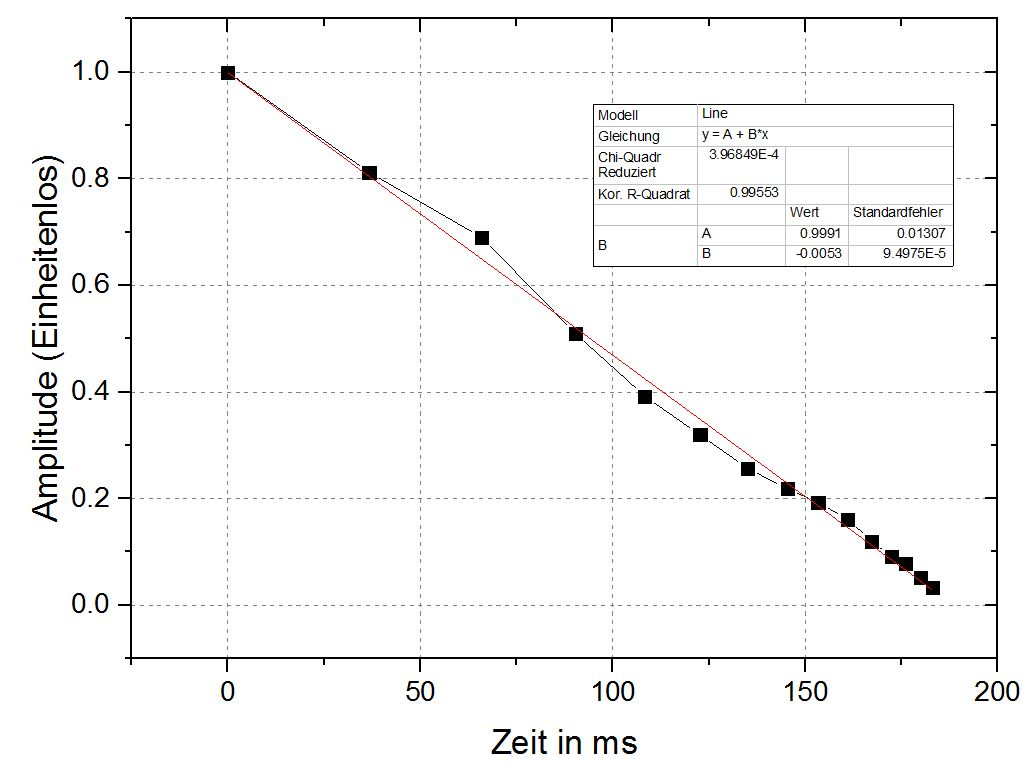 1.0
0.8
0.6
0.4
0.2
0.0
Amplitude (Einheitenlos)
Modell Line
Gleichung y = A + B*x
Chi-Quadr Reduziert 3.96849E-4
Kor. R-Quadrat 0.99553
Wert Standardfehler
B A 0.9991 0.01307
B -0.0053 9.4975E-5
0 50 100 150 200
Zeit in ms